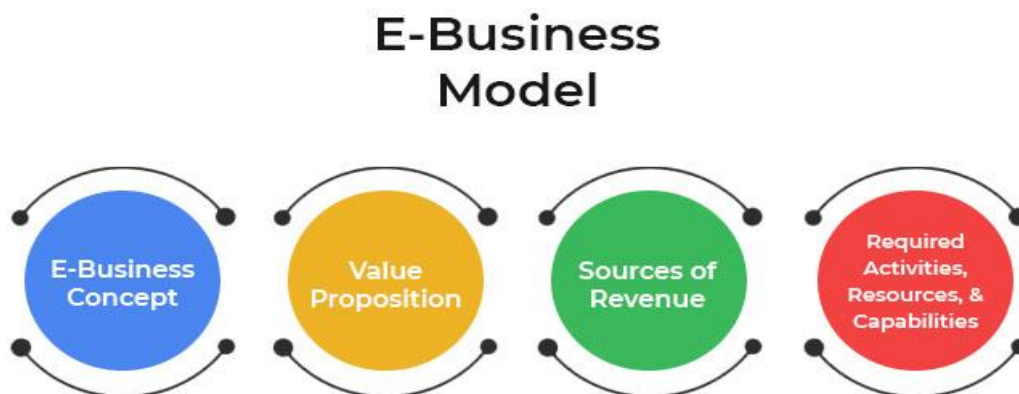 E-Business
Model
E-Business
Concept
Value
Proposition
Sources of
Revenue
Required
Activities,
Resources, &
Capabilities